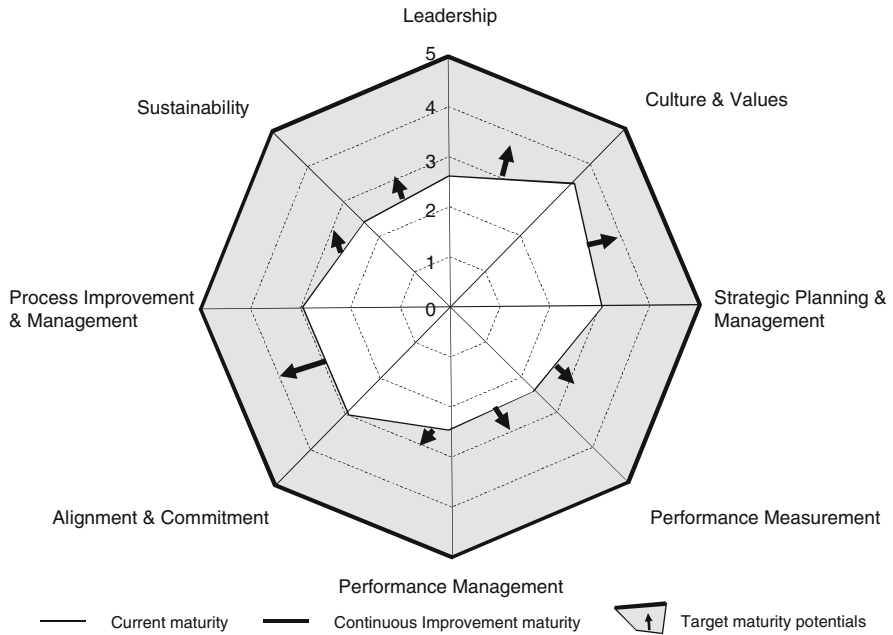 Leadership
5
Sustainability
Culture & Values
4
3
2
1
0
Process Improvement
& Management
Strategic Planning &
Management
Alignment & Commitment
Performance Measurement
Performance Management
Current maturity
Continuous Improvement maturity
Target maturity potentials